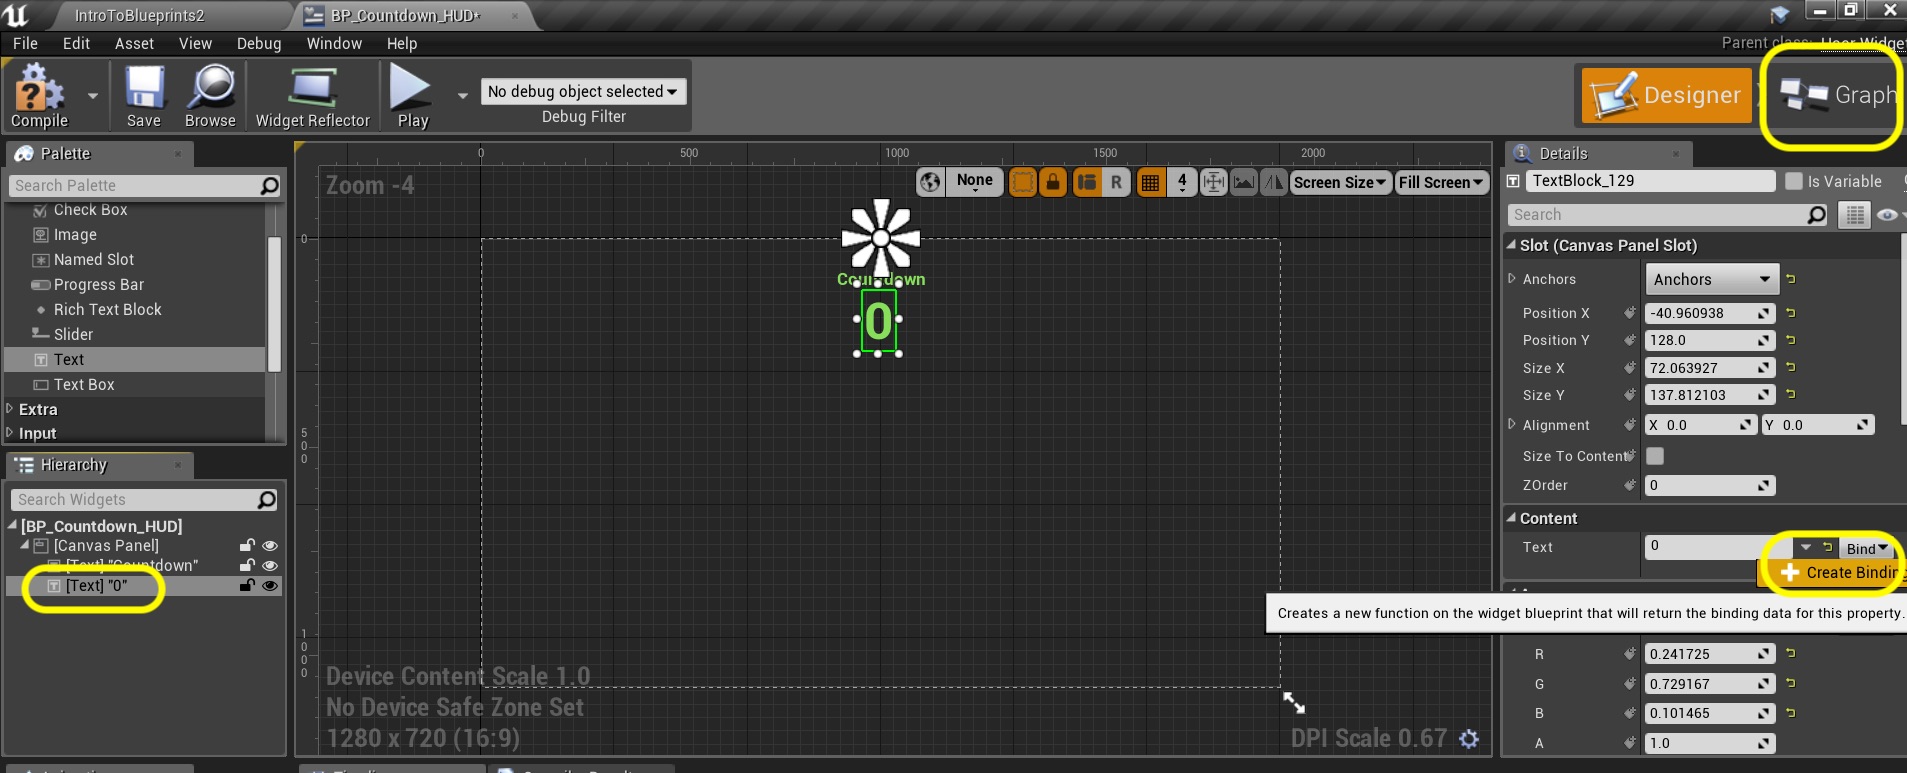 IntroToBlueprints2
BP_Countdown_HUD*
File Edit Asset View Debug Window Help
Parent class: User Widget
Compile
Save
Browse
Widget Reflector
Play
No debug object selected
Debug Filter
Designer
Graph
Palette
Search Palette
Check Box
Image
Named Slot
Progress Bar
Rich Text Block
Slider
Text
Text Box
Extra
Input
Hierarchy
Search Widgets
[BP_Countdown_HUD]
[Canvas Panel]
[Text] "Countdown"
[Text] "0"
0 500 1000 1500 2000
Zoom -4
None
R
4
Screen Size
Fill Screen
0
500
1000
Countdown
0
Device Content Scale 1.0
No Device Safe Zone Set
1280 x 720 (16:9)
DPI Scale 0.67
Details
TextBlock_129
Is Variable
Search
Slot (Canvas Panel Slot)
Anchors Anchors
Position X -40.960938
Position Y 128.0
Size X 72.063927
Size Y 137.812103
Alignment X 0.0 Y 0.0
Size To Content
ZOrder 0
Content
Text 0 Bind
Create Binding
Creates a new function on the widget blueprint that will return the binding data for this property.
R 0.241725
G 0.729167
B 0.101465
A 1.0